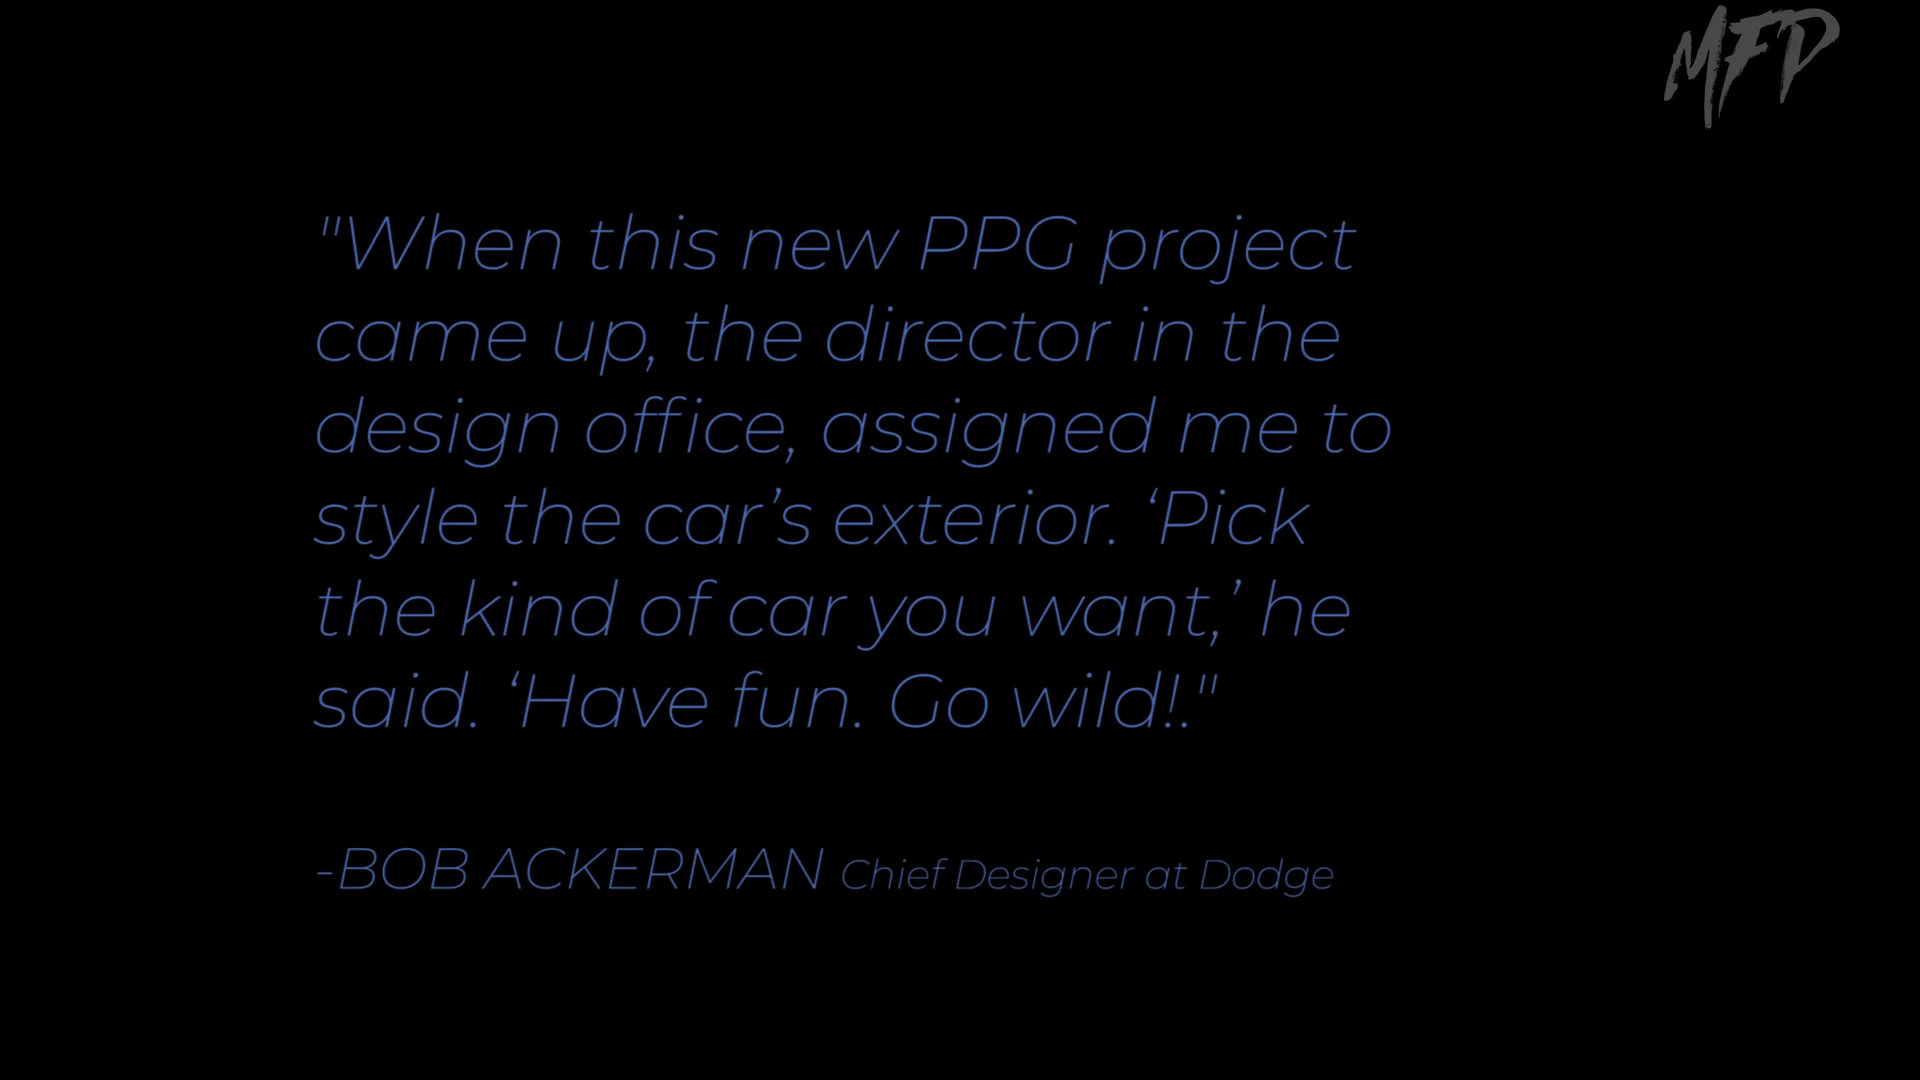 MFD
"When this new PPG project
came up, the director in the
design office, assigned me to
style the car’s exterior. ‘Pick
the kind of car you want,’ he
said. ‘Have fun. Go wild!."
-BOB ACKERMAN Chief Designer at Dodge